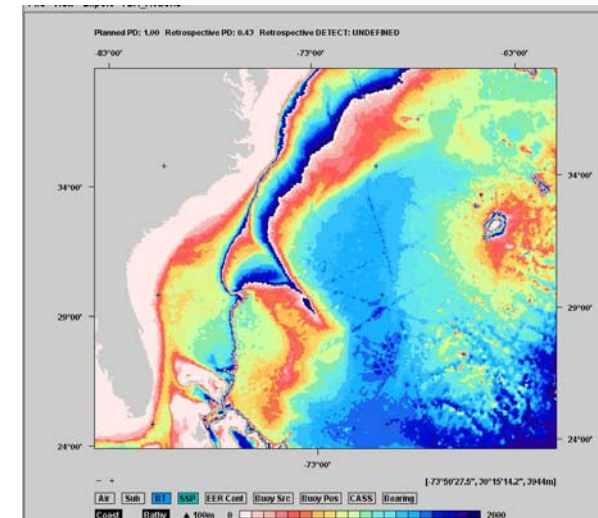 Planned PD: 1.00 Retrospective PD: 0.43 Retrospective DETECT: UNDEFINED
-83°00' -73°00' -63°00'
34°00' 34°00'
29°00' 29°00'
24°00' 24°00'
-73°00'
- + [-73°50'27.5", 30°15'14.2", 3944m]
Air Sub BT SSP EER Cont Buoy Src Buoy Pos CASS Bearing
Coast Bathy ▲ 100m 0 2000